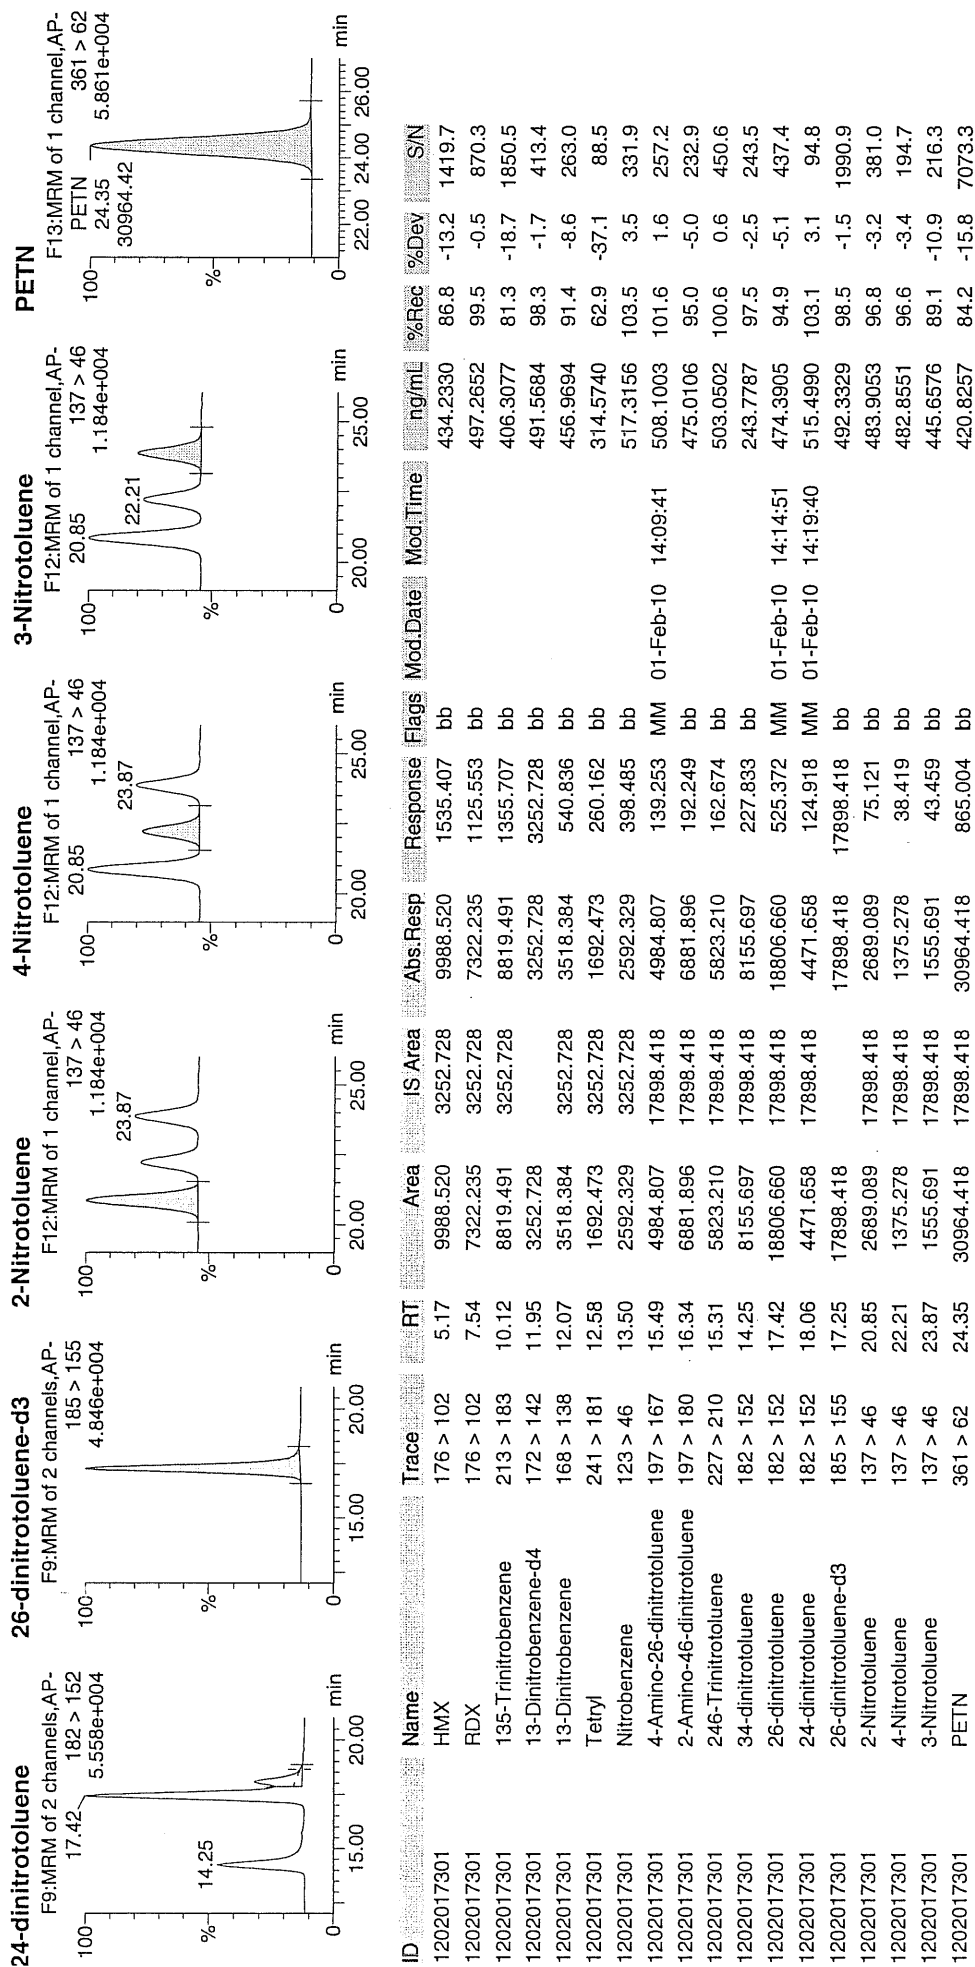 24-dinitrotoluene
F9:MRM of 2 channels,AP-
182 > 152
5.558e+004
17.42
14.25
100
%
0
15.00
20.00
min
26-dinitrotoluene-d3
F9:MRM of 2 channels,AP-
185 > 155
4.846e+004
100
%
0
15.00
20.00
min
2-Nitrotoluene
F12:MRM of 1 channel,AP-
137 > 46
1.184e+004
23.87
100
%
0
20.00
25.00
min
4-Nitrotoluene
F12:MRM of 1 channel,AP-
137 > 46
1.184e+004
20.85
23.87
100
%
0
20.00
25.00
min
3-Nitrotoluene
F12:MRM of 1 channel,AP-
137 > 46
1.184e+004
20.85
22.21
100
%
0
20.00
25.00
min
PETN
F13:MRM of 1 channel,AP-
361 > 62
5.861e+004
PETN
24.35
30964.42
100
%
0
22.00
24.00
26.00
min
ID Name Trace RT Area IS Area Abs.Resp Response Flags Mod.Date Mod.Time ng/mL %Rec %Dev S/N
1202017301 HMX 176 > 102 5.17 9988.520 3252.728 9988.520 1535.407 bb 434.2330 86.8 -13.2 1419.7
1202017301 RDX 176 > 102 7.54 7322.235 3252.728 7322.235 1125.553 bb 497.2652 99.5 -0.5 870.3
1202017301 135-Trinitrobenzene 213 > 183 10.12 8819.491 3252.728 8819.491 1355.707 bb 406.3077 81.3 -18.7 1850.5
1202017301 13-Dinitrobenzene-d4 172 > 142 11.95 3252.728 3252.728 3252.728 bb 491.5684 98.3 -1.7 413.4
1202017301 13-Dinitrobenzene 168 > 138 12.07 3518.384 3252.728 3518.384 540.836 bb 456.9694 91.4 -8.6 263.0
1202017301 Tetryl 241 > 181 12.58 1692.473 3252.728 1692.473 260.162 bb 314.5740 62.9 -37.1 88.5
1202017301 Nitrobenzene 123 > 46 13.50 2592.329 3252.728 2592.329 398.485 bb 517.3156 103.5 3.5 331.9
1202017301 4-Amino-26-dinitrotoluene 197 > 167 15.49 4984.807 17898.418 4984.807 139.253 MM 01-Feb-10 14:09:41 508.1003 101.6 1.6 257.2
1202017301 2-Amino-46-dinitrotoluene 197 > 180 16.34 6881.896 17898.418 6881.896 192.249 bb 475.0106 95.0 -5.0 232.9
1202017301 246-Trinitrotoluene 227 > 210 15.31 5823.210 17898.418 5823.210 162.674 bb 503.0502 100.6 0.6 450.6
1202017301 34-dinitrotoluene 182 > 152 14.25 8155.697 17898.418 8155.697 227.833 bb 243.7787 97.5 -2.5 243.5
1202017301 26-dinitrotoluene 182 > 152 17.42 18806.660 17898.418 18806.660 525.372 MM 01-Feb-10 14:14:51 474.3905 94.9 -5.1 437.4
1202017301 24-dinitrotoluene 182 > 152 18.06 4471.658 17898.418 4471.658 124.918 MM 01-Feb-10 14:19:40 515.4990 103.1 3.1 94.8
1202017301 26-dinitrotoluene-d3 185 > 155 17.25 17898.418 17898.418 17898.418 bb 492.3329 98.5 -1.5 1990.9
1202017301 2-Nitrotoluene 137 > 46 20.85 2689.089 17898.418 2689.089 75.121 bb 483.9053 96.8 -3.2 381.0
1202017301 4-Nitrotoluene 137 > 46 22.21 1375.278 17898.418 1375.278 38.419 bb 482.8551 96.6 -3.4 194.7
1202017301 3-Nitrotoluene 137 > 46 23.87 1555.691 17898.418 1555.691 43.459 bb 445.6576 89.1 -10.9 216.3
1202017301 PETN 361 > 62 24.35 30964.418 17898.418 30964.418 865.004 bb 420.8257 84.2 -15.8 7073.3